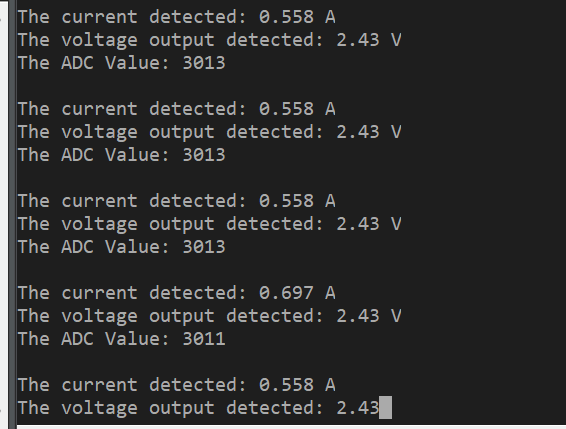 The current detected: 0.558 A
The voltage output detected: 2.43 V
The ADC Value: 3013
The current detected: 0.558 A
The voltage output detected: 2.43 V
The ADC Value: 3013
The current detected: 0.558 A
The voltage output detected: 2.43 V
The ADC Value: 3013
The current detected: 0.697 A
The voltage output detected: 2.43 V
The ADC Value: 3011
The current detected: 0.558 A
The voltage output detected: 2.43